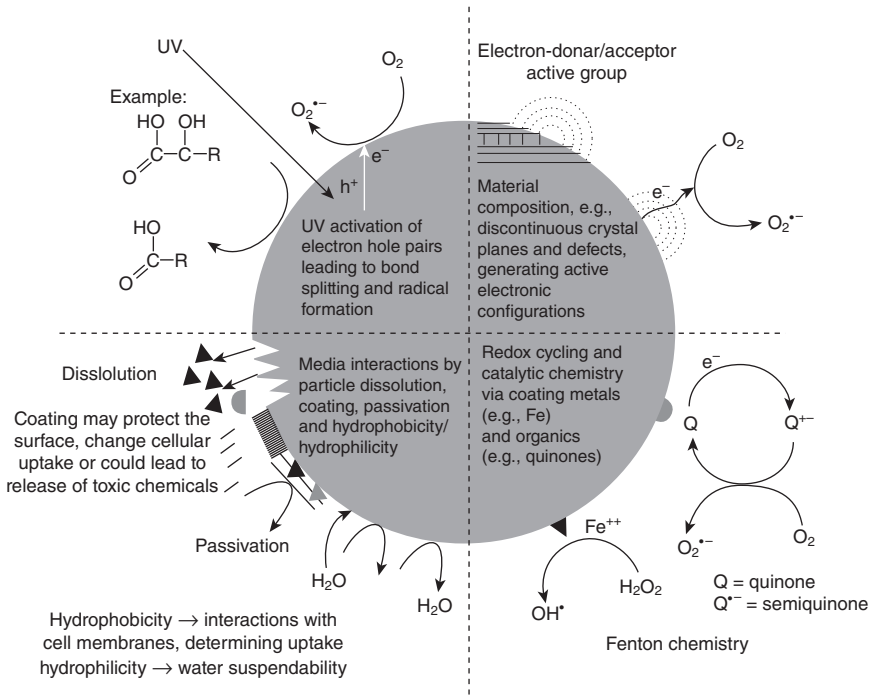 UV
O₂
O₂•−
e−
h+
Example:
HO OH
C–C–R
O
HO
C–R
O
UV activation of
electron hole pairs
leading to bond
splitting and radical
formation
Electron-donar/acceptor
active group
Material
composition, e.g.,
discontinuous crystal
planes and defects,
generating active
electronic
configurations
e−
O₂
O₂•−
Disslolution
Coating may protect the
surface, change cellular
uptake or could lead to
release of toxic chemicals
Passivation
Media interactions by
particle dissolution,
coating, passivation
and hydrophobicity/
hydrophilicity
H₂O
H₂O
Hydrophobicity → interactions with
cell membranes, determining uptake
hydrophilicity → water suspendability
Redox cycling and
catalytic chemistry
via coating metals
(e.g., Fe)
and organics
(e.g., quinones)
e−
Q
Q+−
O₂•−
O₂
Fe++
H₂O₂
OH•
Q = quinone
Q•− = semiquinone
Fenton chemistry